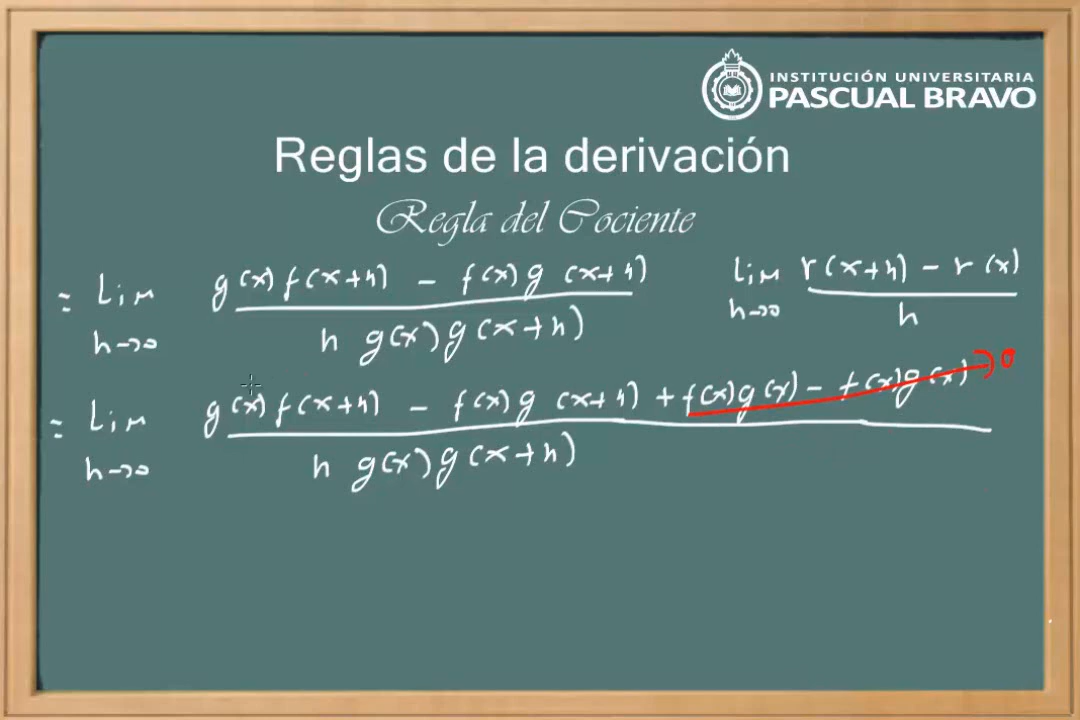 INSTITUCIÓN UNIVERSITARIA
PASCUAL BRAVO
Reglas de la derivación
Regla del Cociente
= Lim g(x) f(x+h) - f(x) g (x+h)
h→0 h g(x) g(x+h)
Lim r(x+h) - r(x)
h→0 h
= Lim g(x) f(x+h) - f(x) g (x+h) + f(x) g(x) - f(x) g(x) → 0
h→0 h g(x) g(x+h)